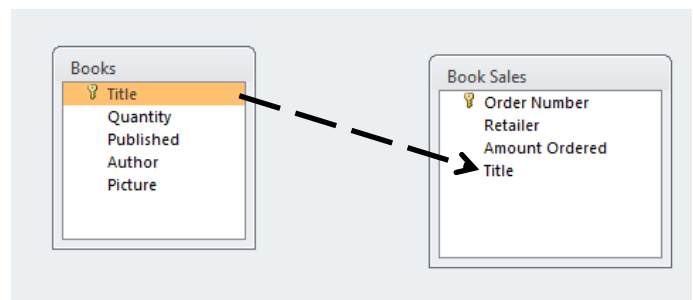 Books
Title
Quantity
Published
Author
Picture
Book Sales
Order Number
Retailer
Amount Ordered
Title